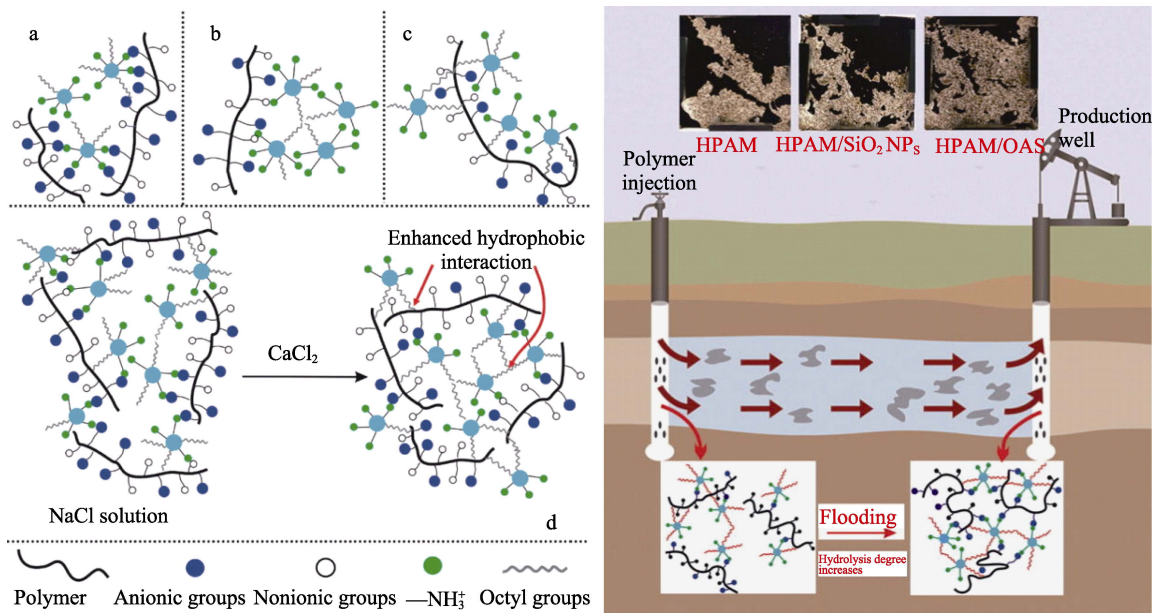 a
b
c
Enhanced hydrophobic
interaction
CaCl₂
NaCl solution
d
Polymer
Anionic groups
Nonionic groups
—NH₃⁺
Octyl groups
HPAM
HPAM/SiO₂ NPS
HPAM/OAS
Production
well
Polymer
injection
Flooding
Hydrolysis degree
increases